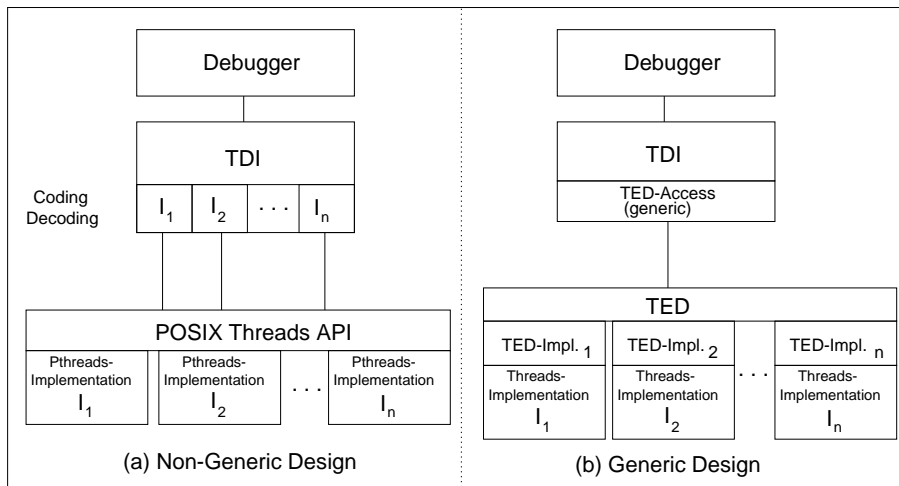 Debugger
TDI
Coding
Decoding
I1 I2 . . . In
POSIX Threads API
Pthreads-
Implementation
I1
Pthreads-
Implementation
I2
. . .
Pthreads-
Implementation
In
(a) Non-Generic Design
Debugger
TDI
TED-Access
(generic)
TED
TED-Impl. 1
TED-Impl. 2
TED-Impl. n
Threads-
Implementation
I1
Threads-
Implementation
I2
. . .
Threads-
Implementation
In
(b) Generic Design